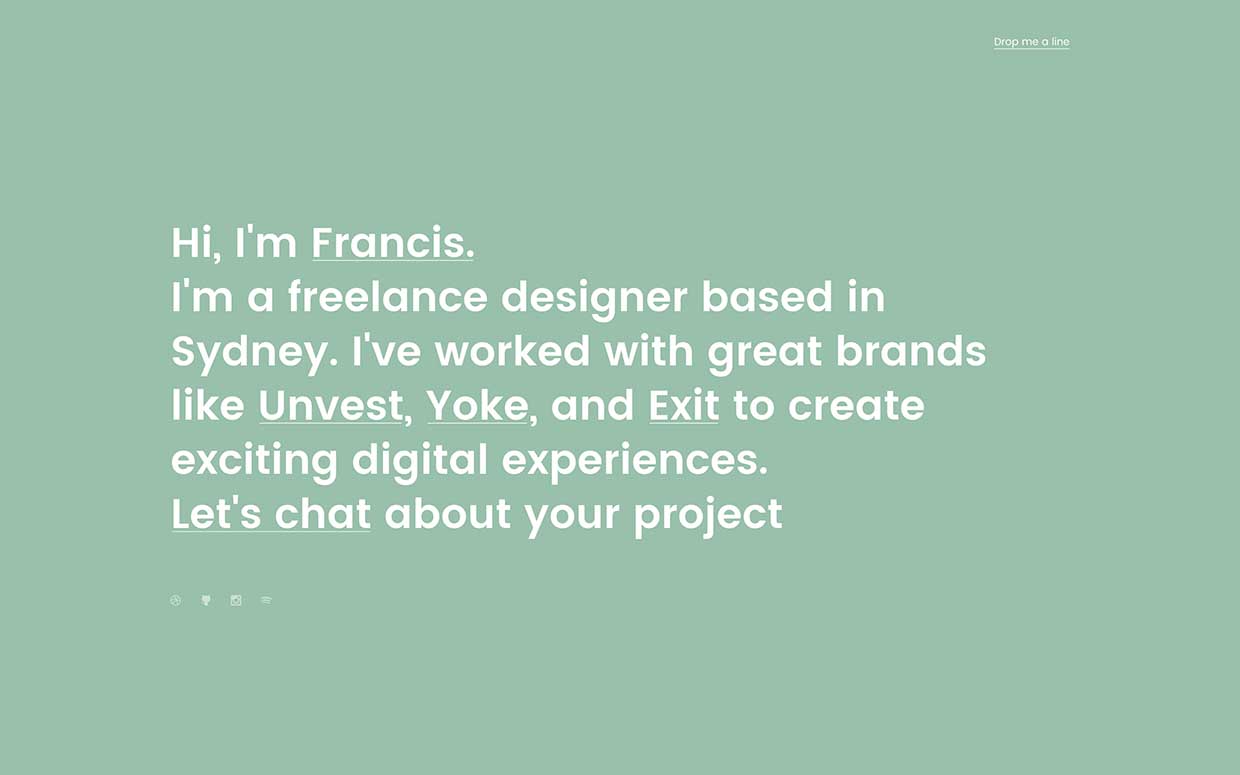 Drop me a line
Hi, I'm Francis.
I'm a freelance designer based in
Sydney. I've worked with great brands
like Unvest, Yoke, and Exit to create
exciting digital experiences.
Let's chat about your project